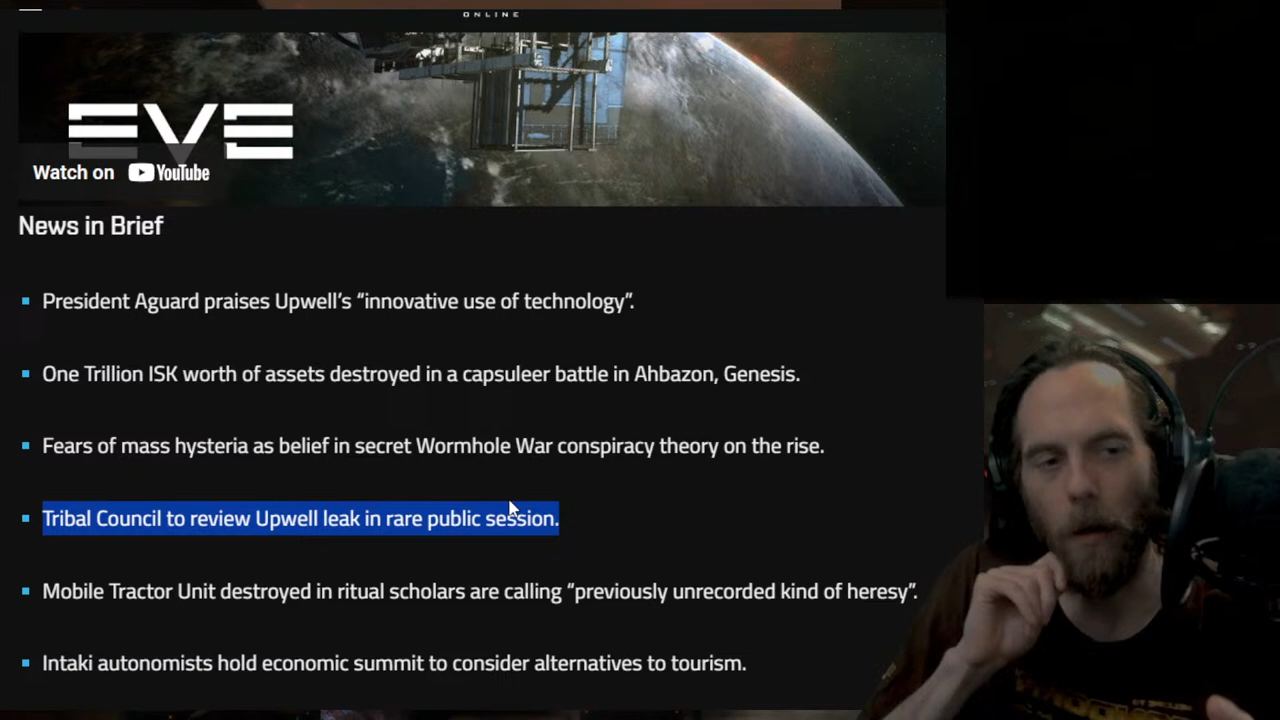 ONLINE
EVE
Watch on YouTube
News in Brief
President Aguard praises Upwell's “innovative use of technology”.
One Trillion ISK worth of assets destroyed in a capsuleer battle in Ahbazon, Genesis.
Fears of mass hysteria as belief in secret Wormhole War conspiracy theory on the rise.
Tribal Council to review Upwell leak in rare public session.
Mobile Tractor Unit destroyed in ritual scholars are calling “previously unrecorded kind of heresy”.
Intaki autonomists hold economic summit to consider alternatives to tourism.